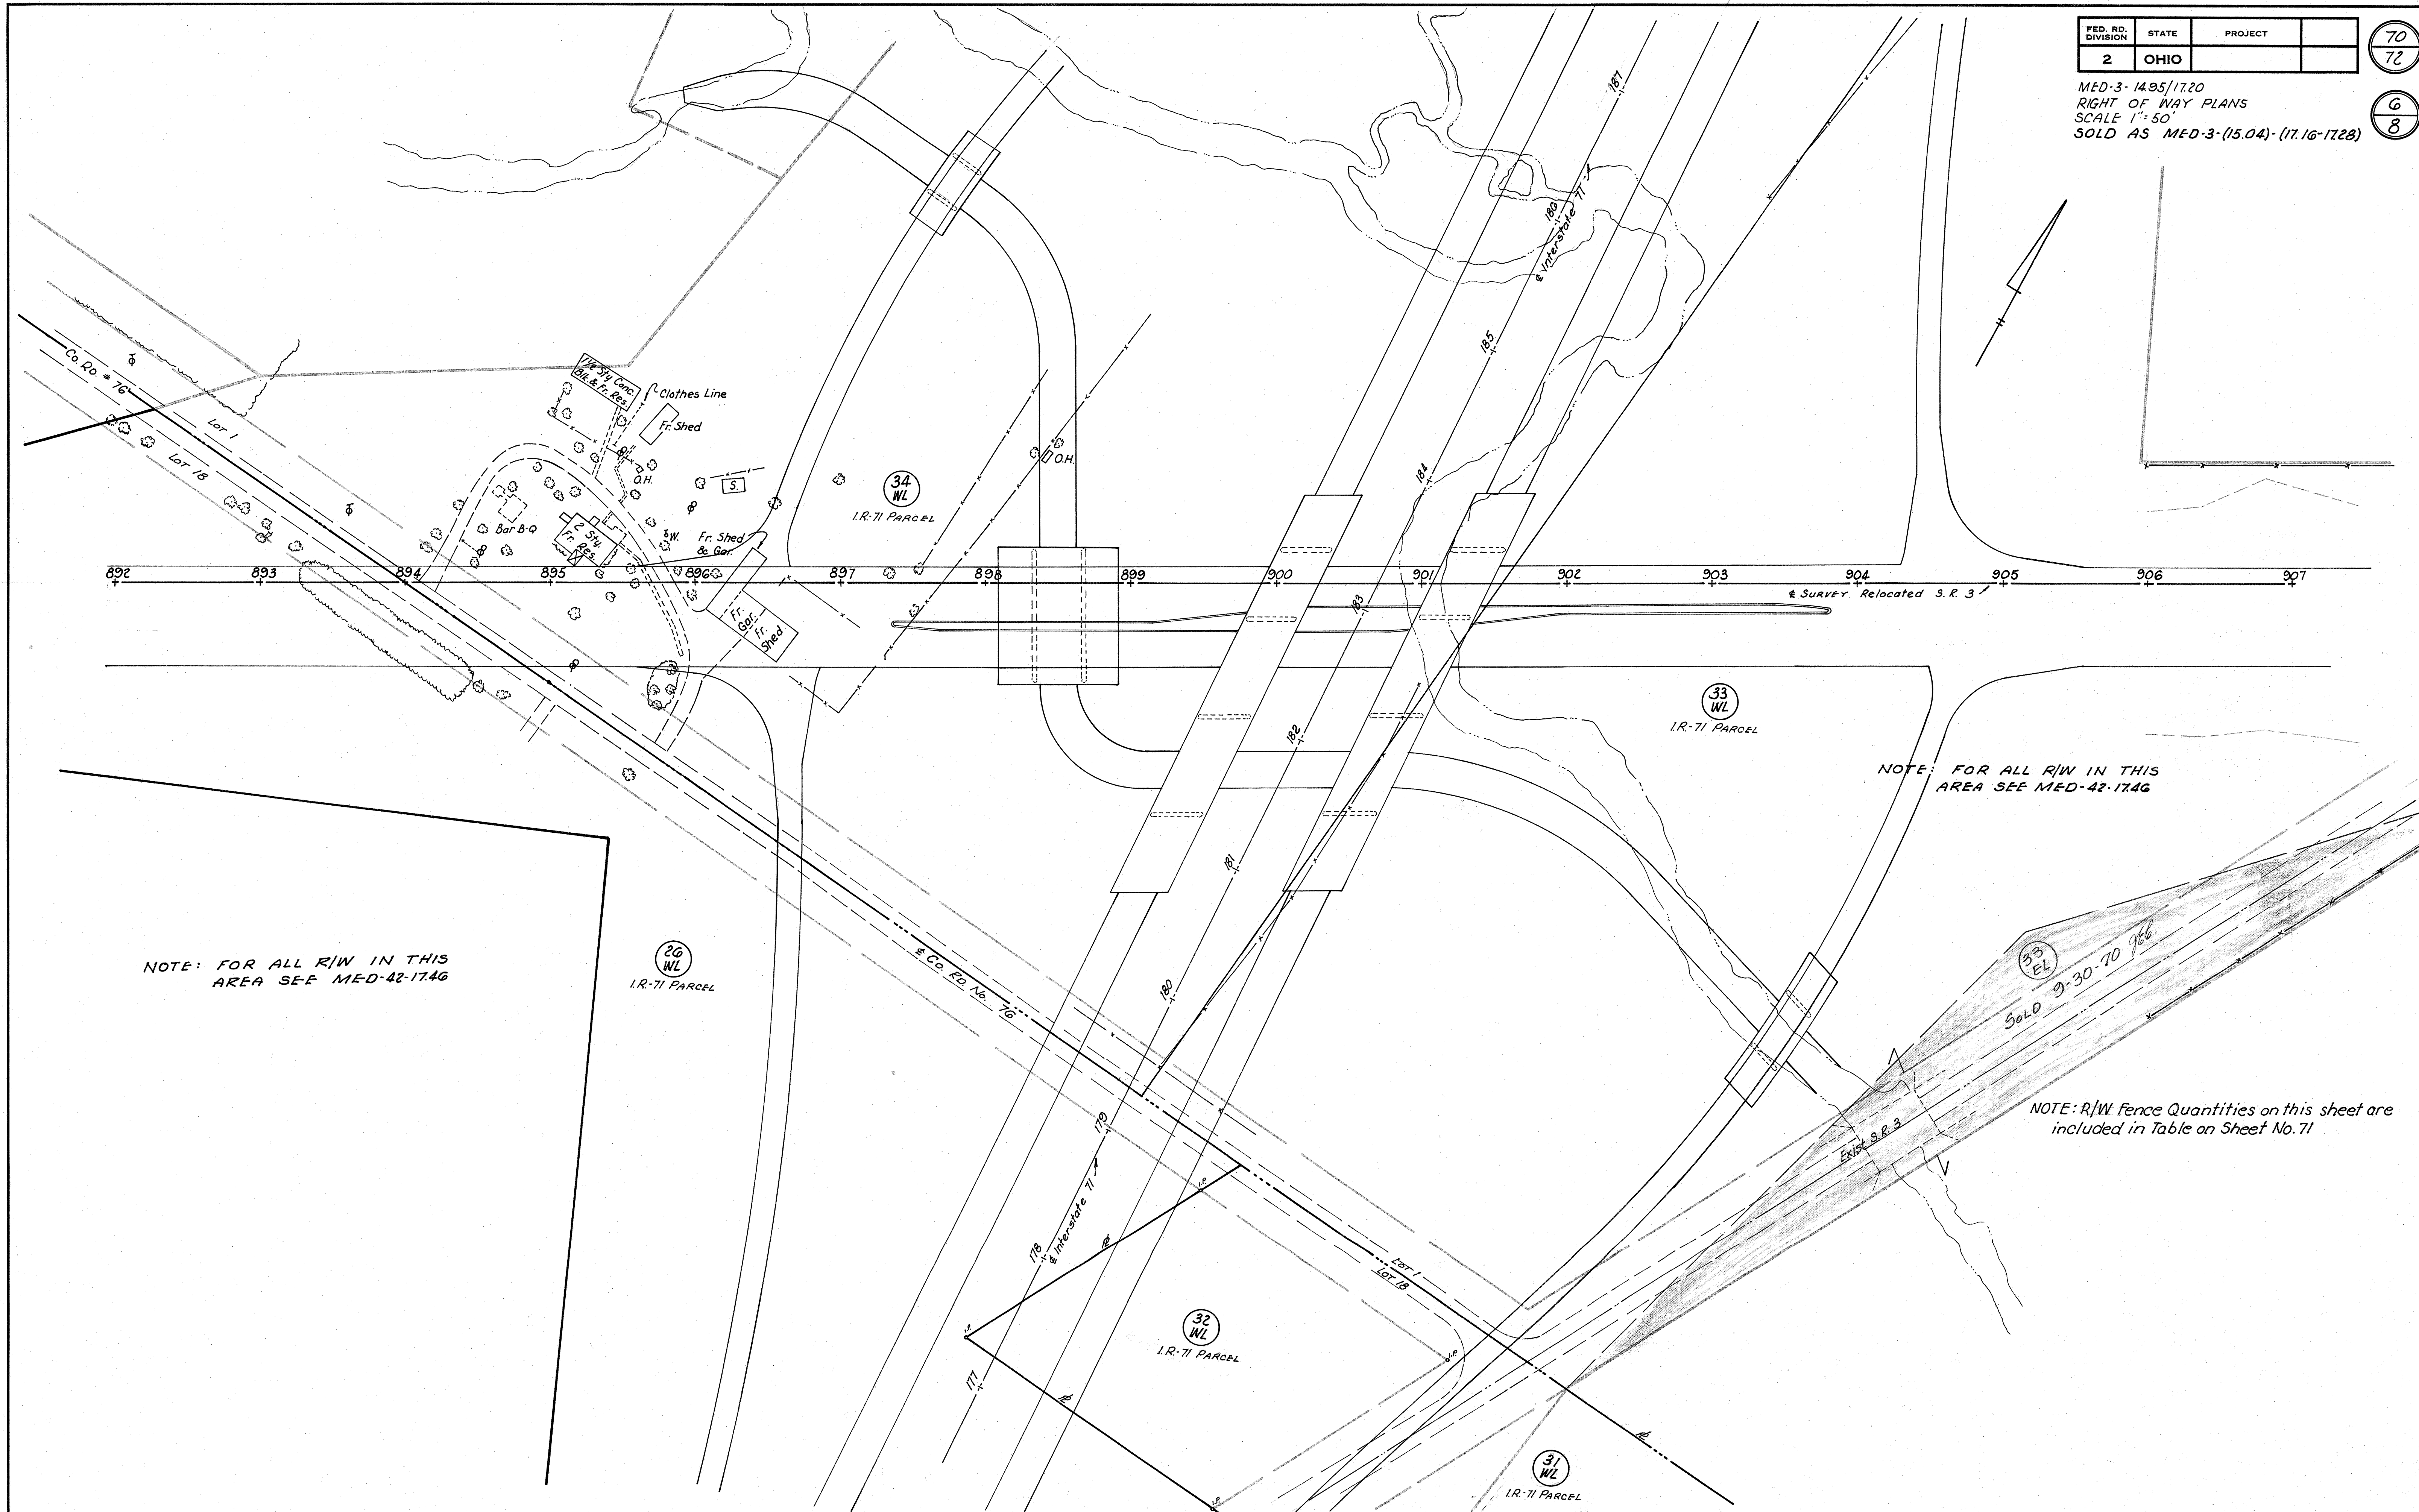 FED. RD. DIVISION STATE PROJECT
2 OHIO
70
72
MED-3-14.95/17.20
RIGHT OF WAY PLANS
SCALE 1"=50'
SOLD AS MED-3-(15.04)-(17.16-17.28)
6
8
187
186
℄ Interstate 71
185
184
183
182
181
180
179
178
℄ Interstate 71
177
Co. RD. # 76
LOT 1
LOT 18
1½ Sty Conc.
Blk. & Fr. Res.
Clothes Line
Fr. Shed
O.H.
S.
Bar B-Q
2 Sty.
Fr. Res.
W.
Fr. Shed
& Gar.
Fr.
Gar.
Fr.
Shed
O.H.
34
WL
I.R.-71 PARCEL
892 893 894 895 896 897 898 899 900 901 902 903 904 905 906 907
℄ SURVEY Relocated S.R. 3
33
WL
I.R.-71 PARCEL
NOTE: FOR ALL R/W IN THIS
AREA SEE MED-42-17.46
NOTE: FOR ALL R/W IN THIS
AREA SEE MED-42-17.46
26
WL
I.R.-71 PARCEL
℄ Co. RD. No. 76
33
EL
SOLD 9-30-70
Exist S.R. 3
NOTE: R/W Fence Quantities on this sheet are
included in Table on Sheet No. 71
LOT 1
LOT 18
I.P.
I.P.
I.P.
I.P.
32
WL
I.R.-71 PARCEL
31
WL
I.R.-71 PARCEL